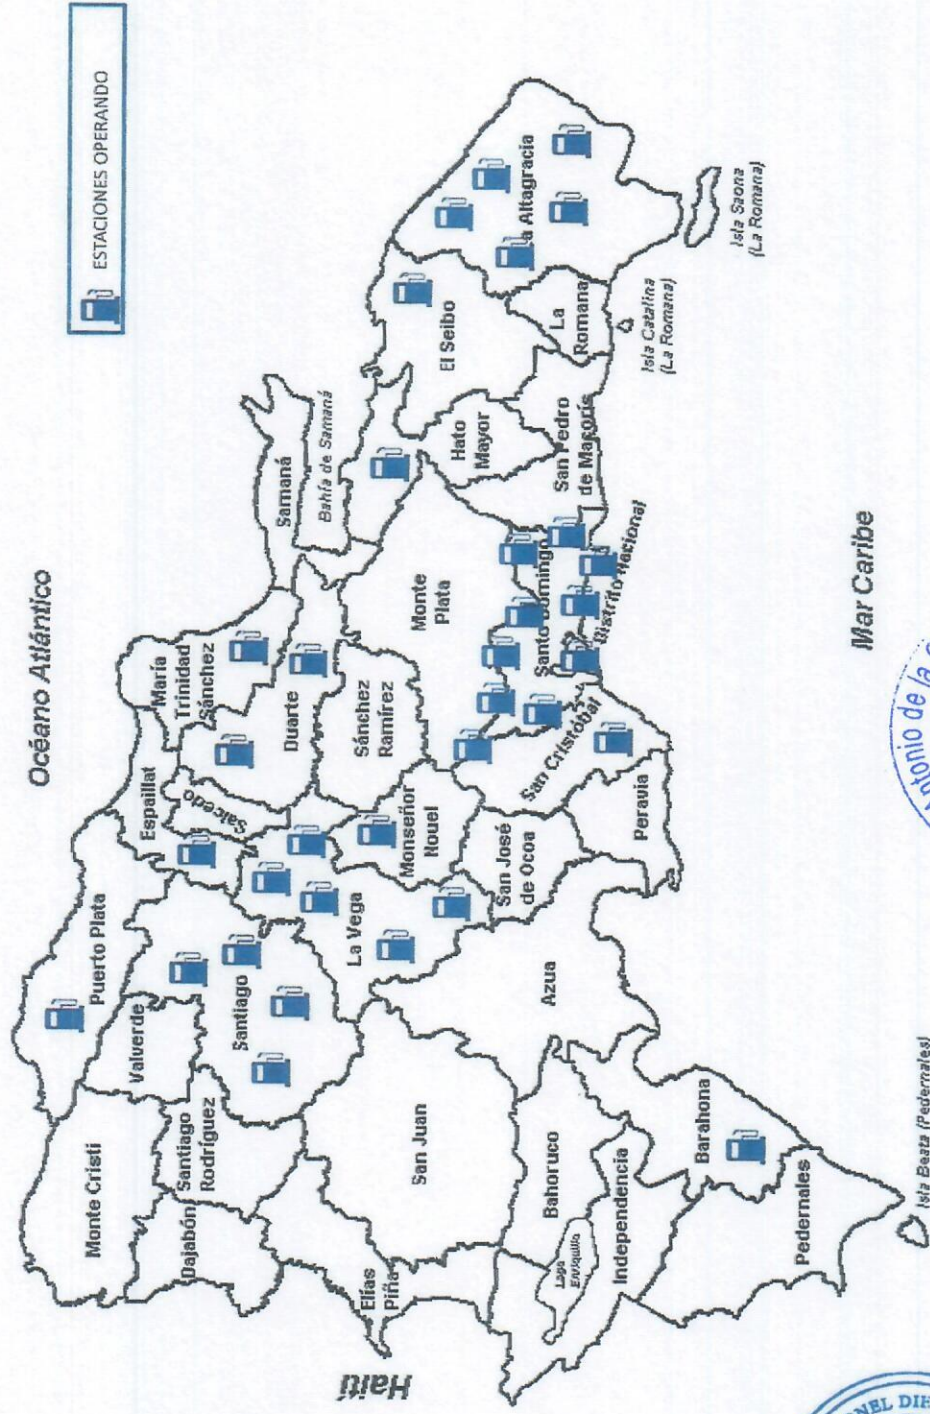 ESTACIONES OPERANDO
Océano Atlántico
Haití
Monte Cristi
Puerto Plata
Valverde
Dajabón
Santiago
Rodríguez
Santiago
Espaillat
Salcedo
María
Trinidad
Sánchez
Duarte
Samaná
Bahía de Samaná
Elías
Piña
San Juan
La Vega
Sánchez
Ramírez
Monseñor
Nouel
Monte
Plata
Hato
Mayor
El Seibo
a Altagracia
La
Romana
San Pedro
de Macorís
Santo Domingo
Distrito Nacional
San Cristóbal
San José
de Ocoa
Peravia
Azua
Bahoruco
Lago
Enriquillo
Independencia
Barahona
Pedernales
Isla Beata (Pedernales)
Isla Catalina
(La Romana)
Isla Saona
(La Romana)
Mar Caribe
tonio de la
NEL DIH